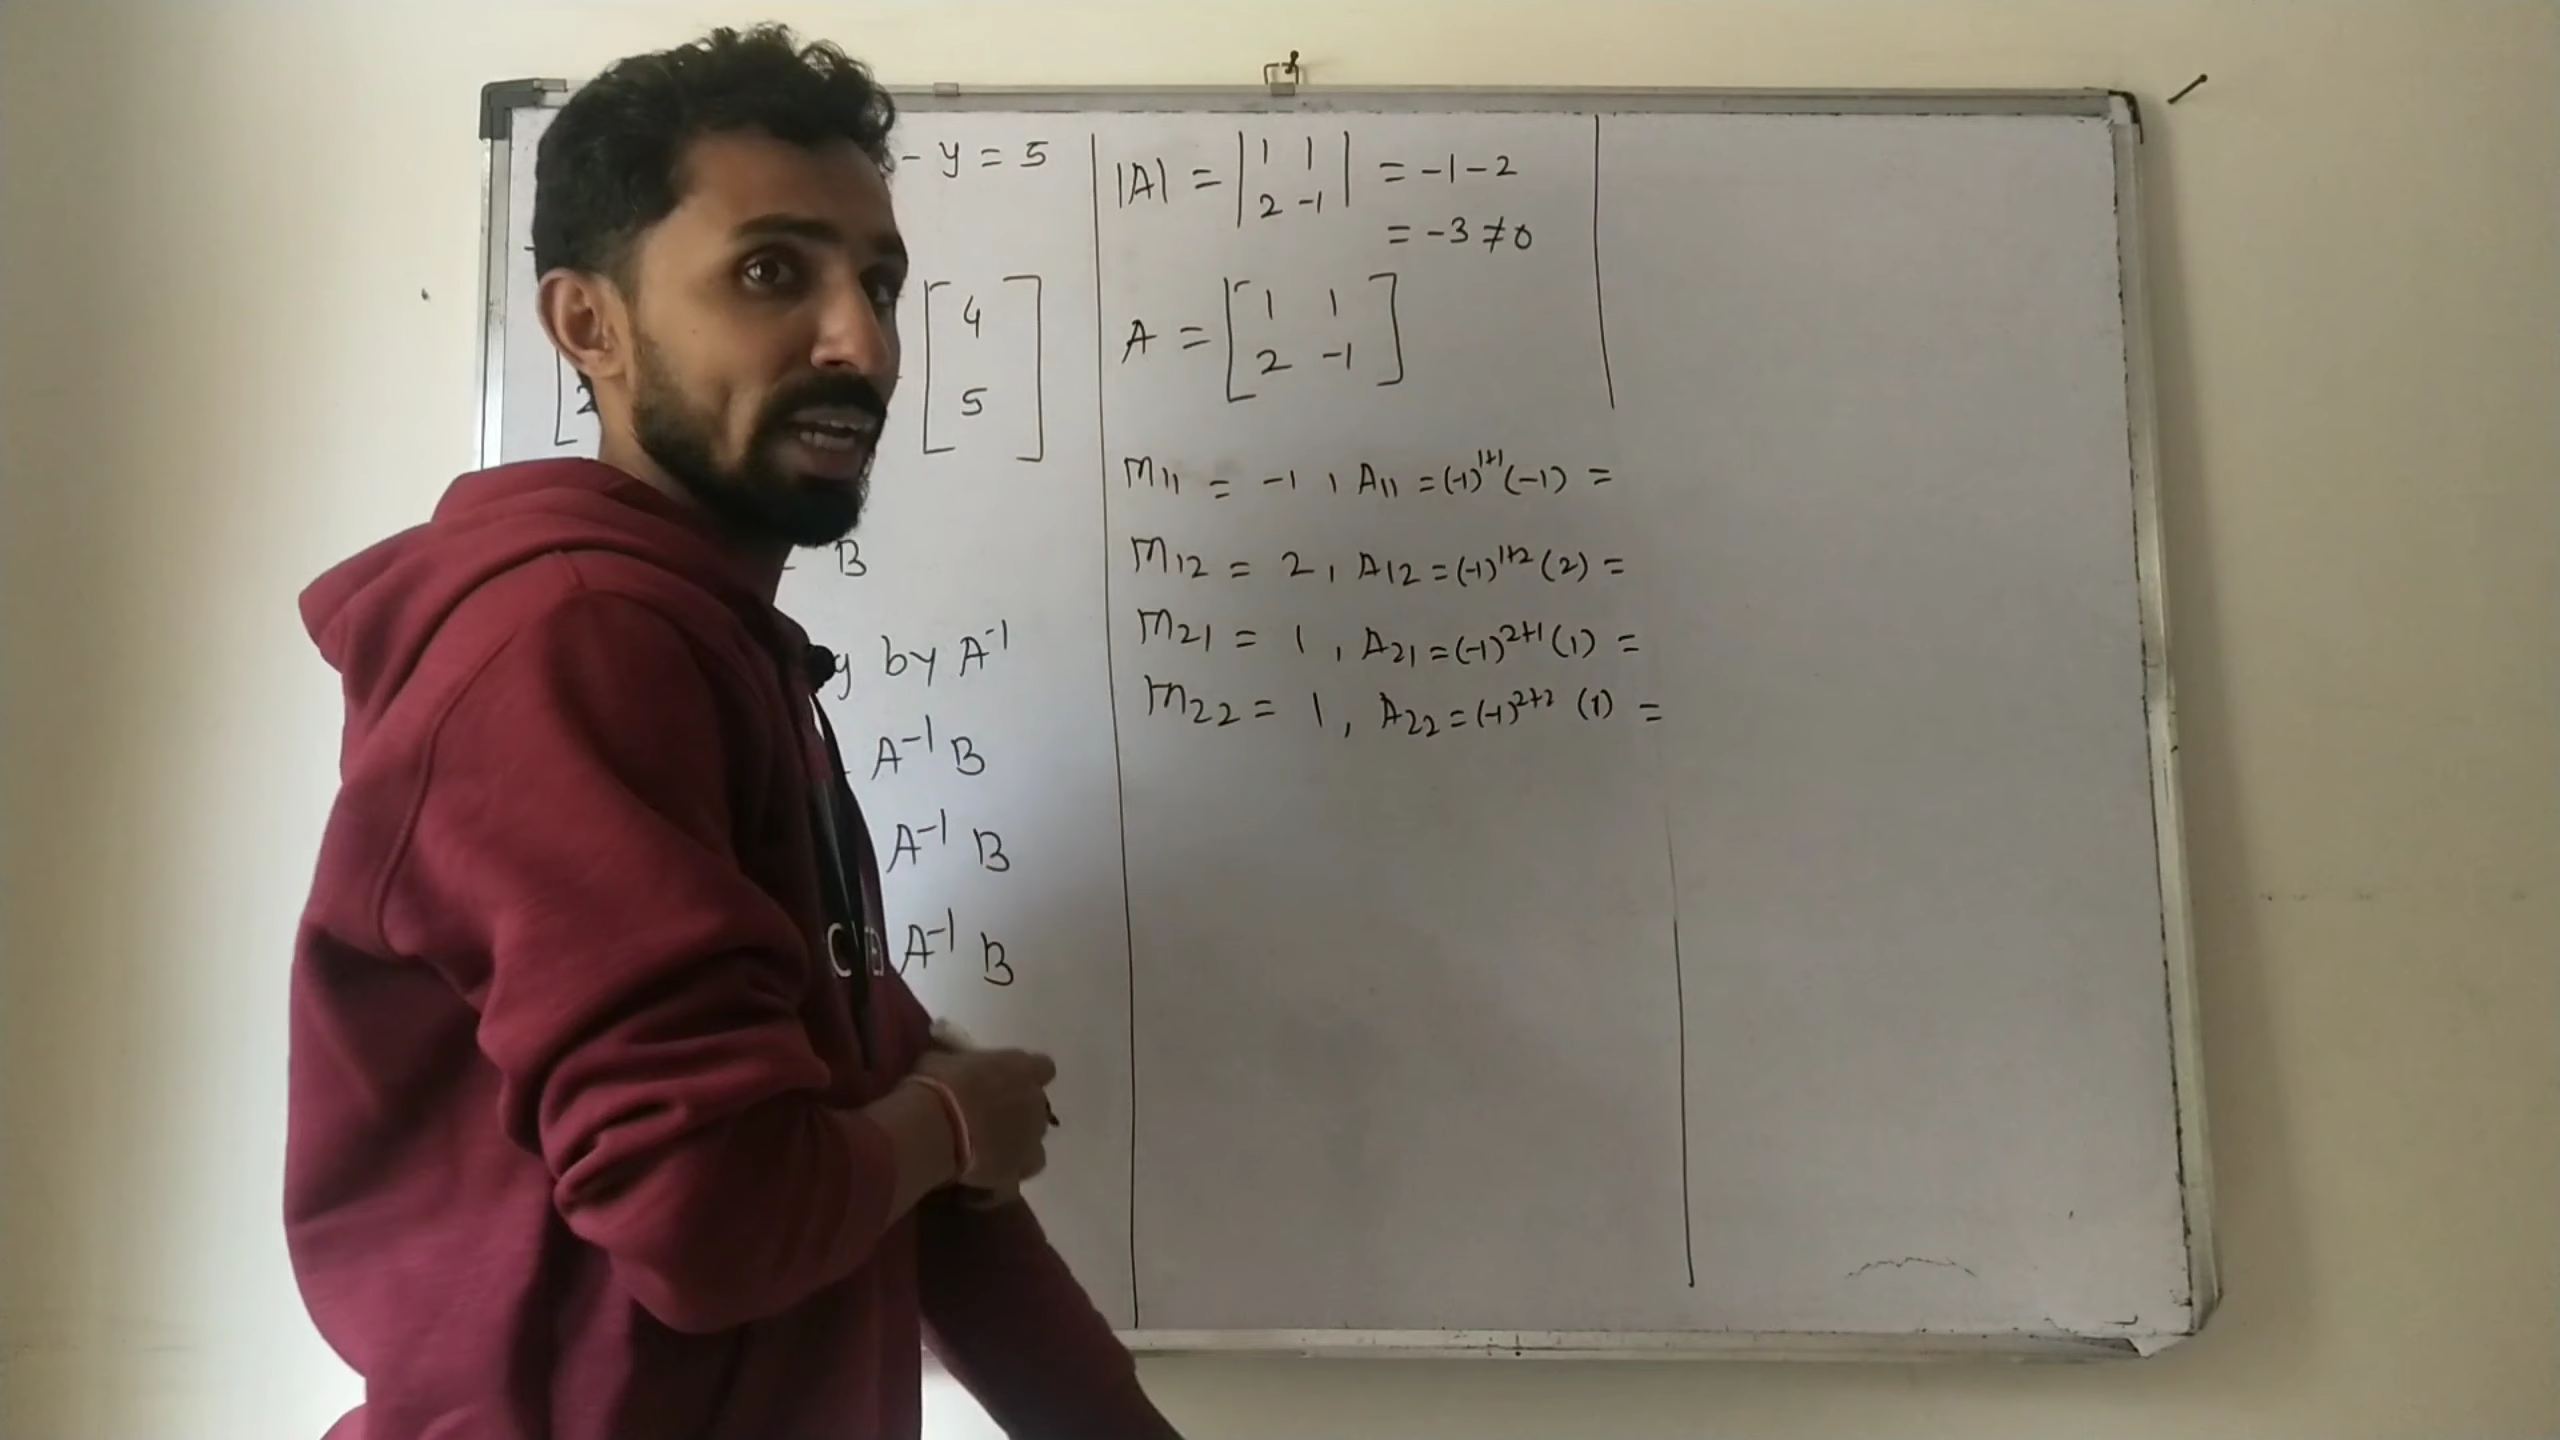 - y = 5
[ 4
5 ]
2
B
by A⁻¹
A⁻¹ B
A⁻¹ B
A⁻¹ B
|A| = | 1 1
2 -1 | = -1-2
= -3 ≠ 0
A = [ 1 1
2 -1 ]
M11 = -1 , A11 = (-1)¹⁺¹ (-1) =
M12 = 2 , A12 = (-1)¹⁺² (2) =
M21 = 1 , A21 = (-1)²⁺¹ (1) =
M22 = 1 , A22 = (-1)²⁺² (1) =